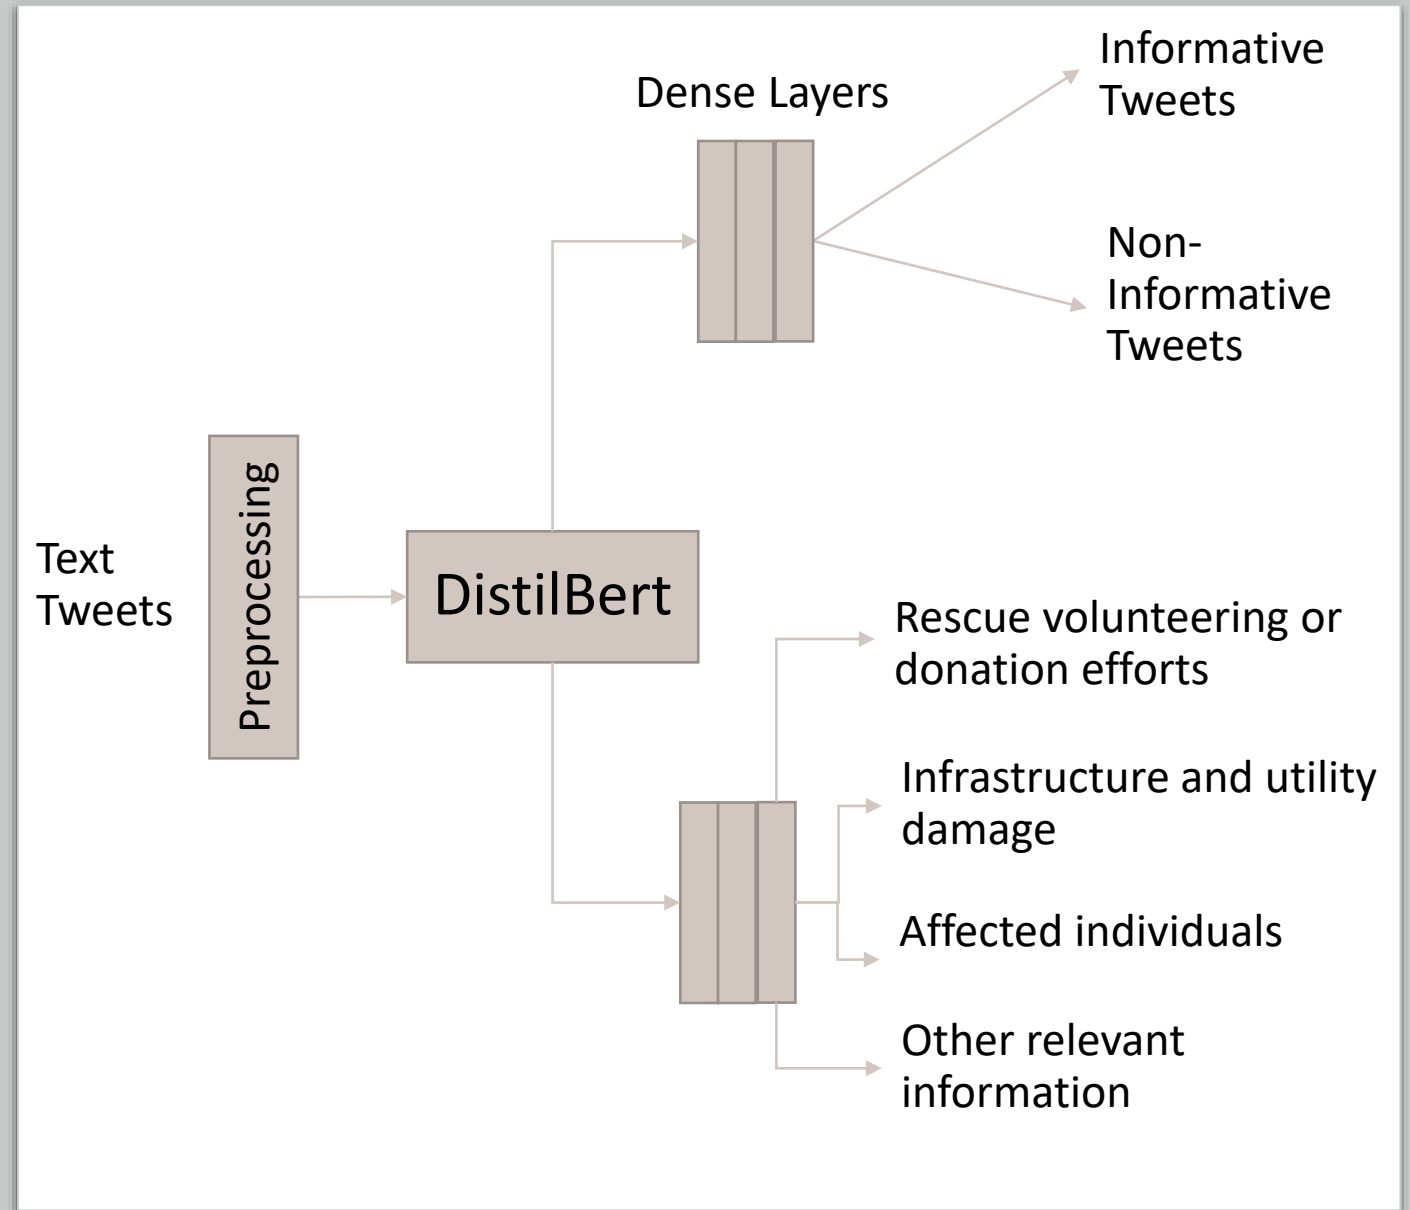 Dense Layers
Informative
Tweets
Non-
Informative
Tweets
Text
Tweets
Preprocessing
DistilBert
Rescue volunteering or
donation efforts
Infrastructure and utility
damage
Affected individuals
Other relevant
information